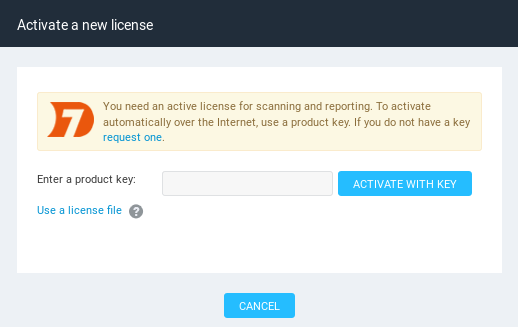 Activate a new license
You need an active license for scanning and reporting. To activate
automatically over the Internet, use a product key. If you do not have a key
request one.
Enter a product key:
ACTIVATE WITH KEY
Use a license file ?
CANCEL